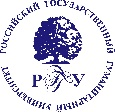 РОССИЙСКИЙ ГОСУДАРСТВЕННЫЙ ГУМАНИТАРНЫЙ УНИВЕРСИТЕТ
РГГУ